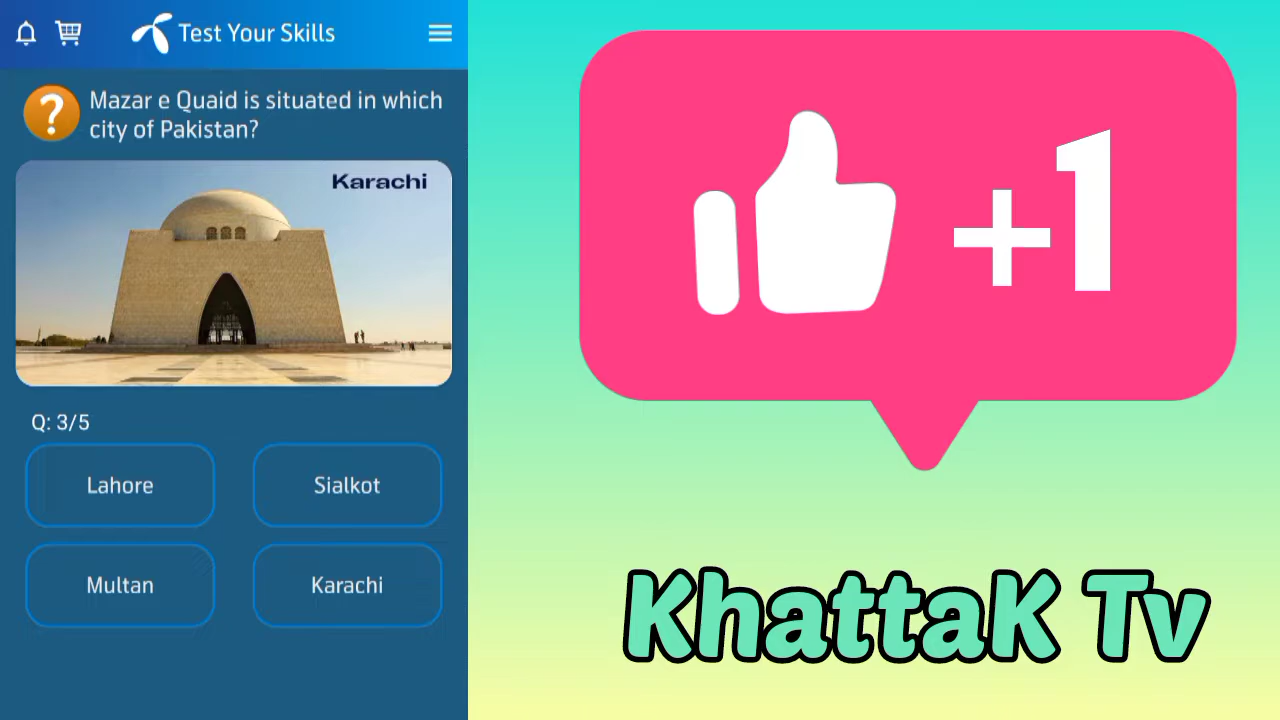 Test Your Skills
Mazar e Quaid is situated in which
city of Pakistan?
Karachi
Q: 3/5
Lahore
Sialkot
Multan
Karachi
+1
KhattaK Tv